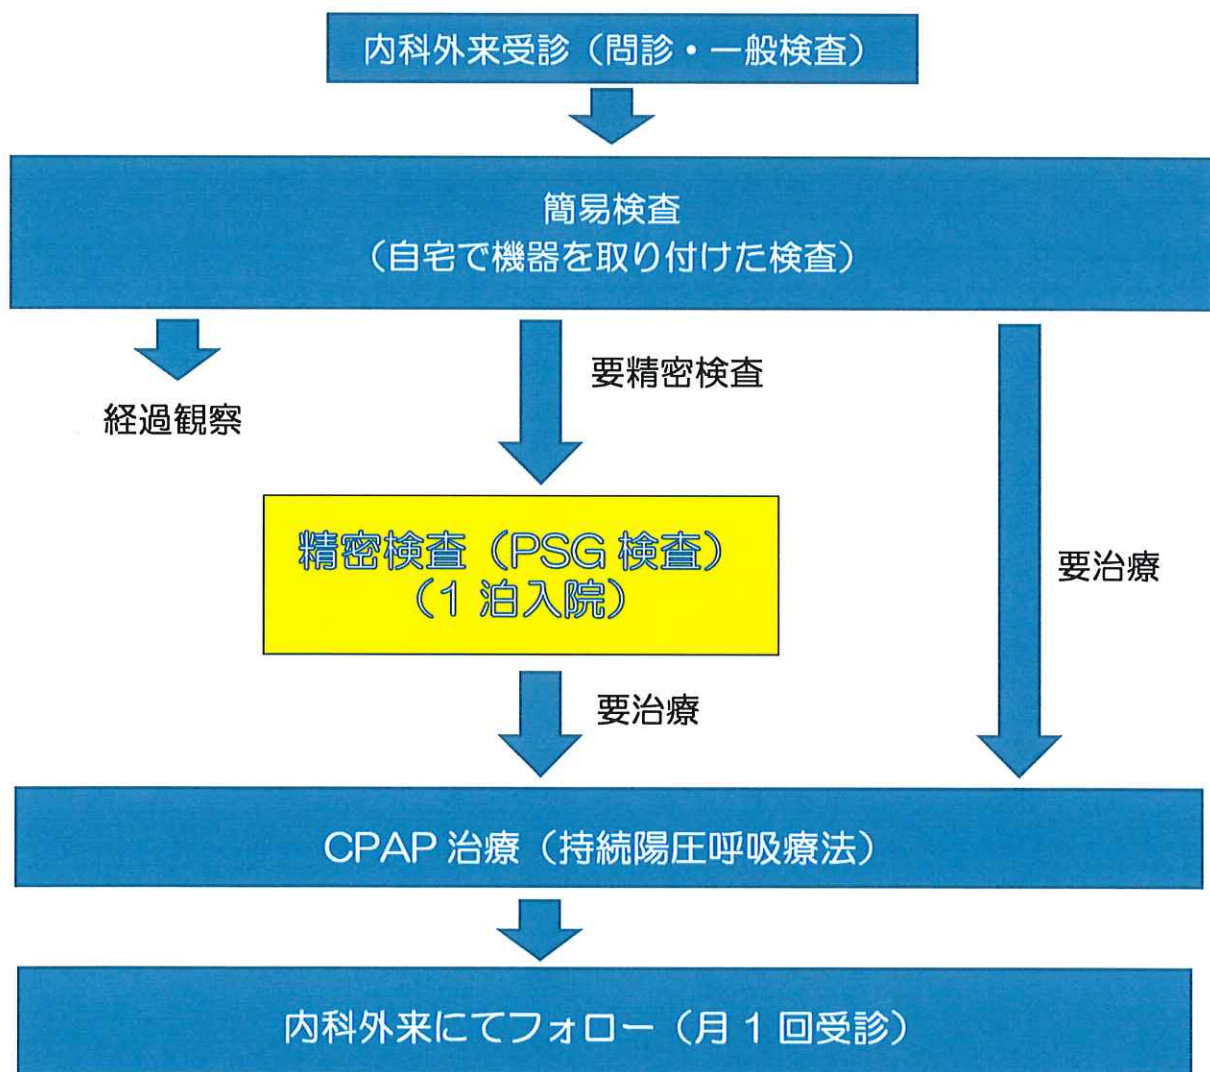 内科外来受診（問診・一般検査）
簡易検査
（自宅で機器を取り付けた検査）
要精密検査
経過観察
精密検査（PSG 検査）
（1 泊入院）
要治療
要治療
CPAP 治療（持続陽圧呼吸療法）
内科外来にてフォロー（月 1 回受診）